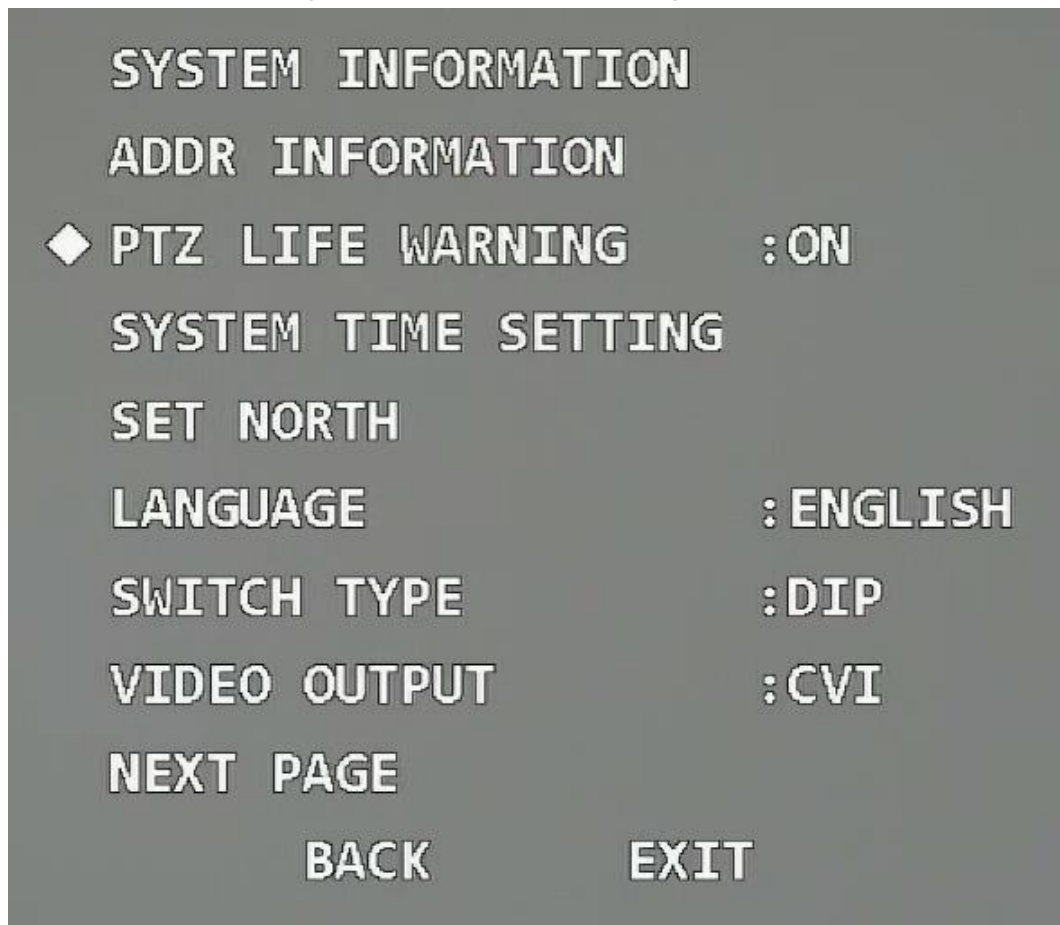 SYSTEM INFORMATION
ADDR INFORMATION
PTZ LIFE WARNING :ON
SYSTEM TIME SETTING
SET NORTH
LANGUAGE :ENGLISH
SWITCH TYPE :DIP
VIDEO OUTPUT :CVI
NEXT PAGE
BACK EXIT